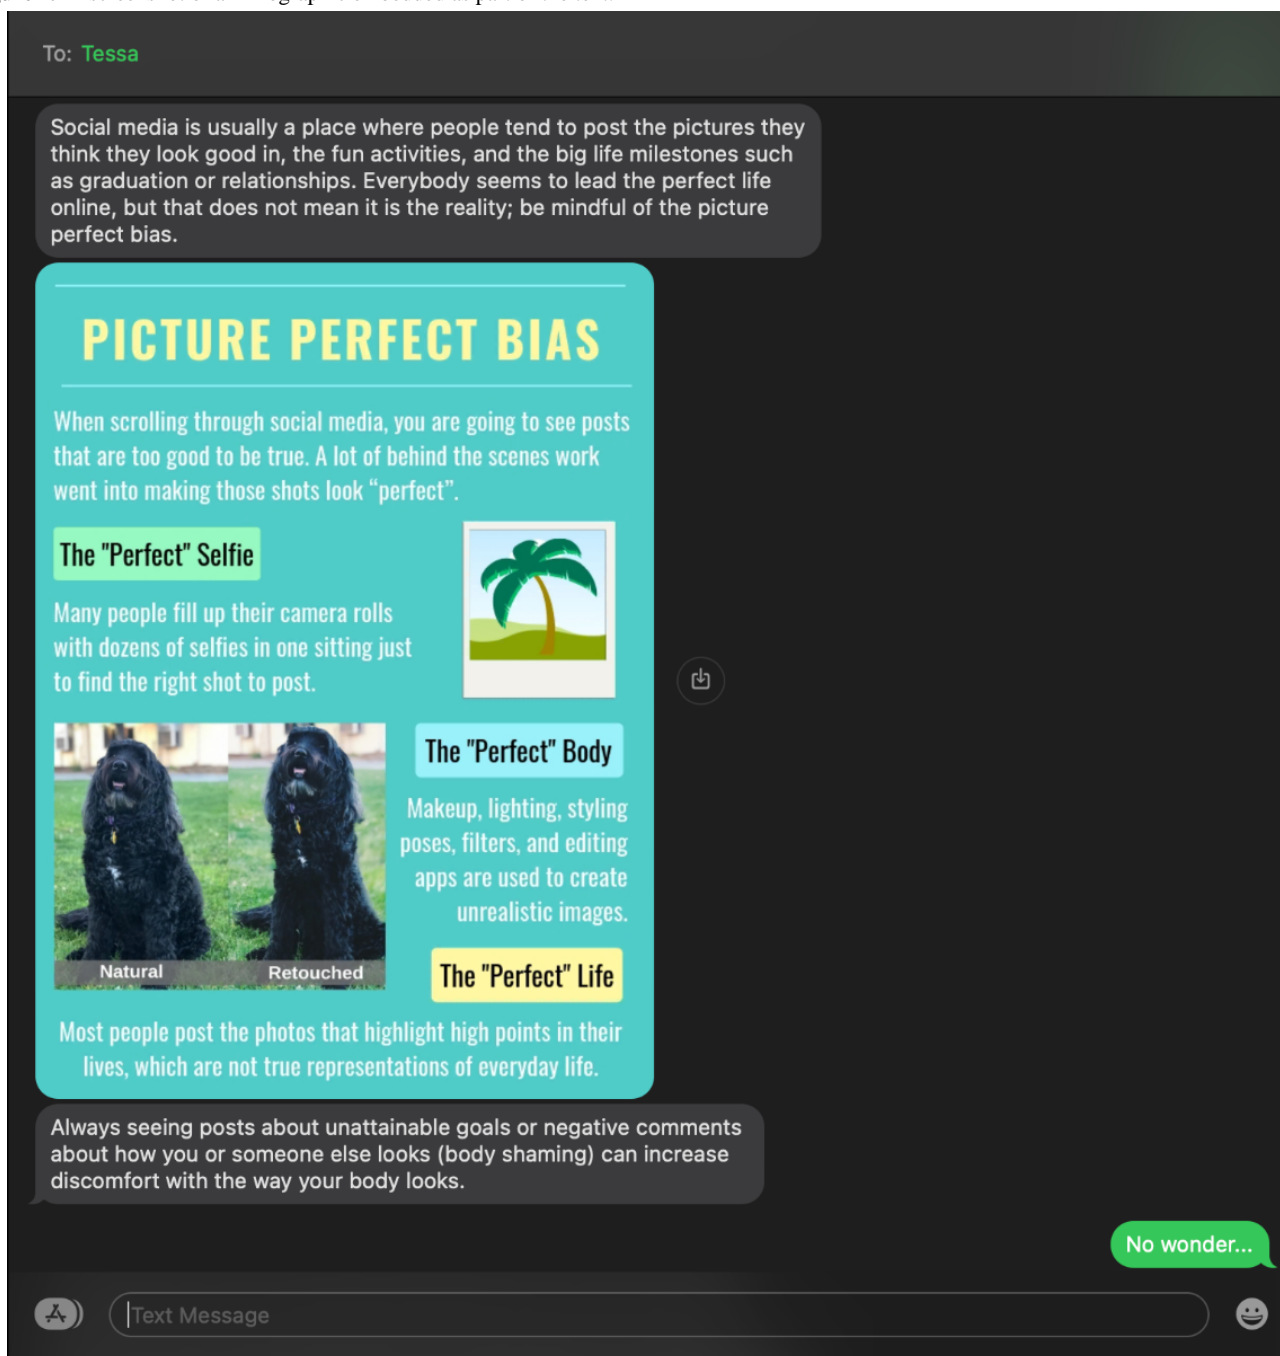 To: Tessa
Social media is usually a place where people tend to post the pictures they
think they look good in, the fun activities, and the big life milestones such
as graduation or relationships. Everybody seems to lead the perfect life
online, but that does not mean it is the reality; be mindful of the picture
perfect bias.
PICTURE PERFECT BIAS
When scrolling through social media, you are going to see posts
that are too good to be true. A lot of behind the scenes work
went into making those shots look “perfect”.
The "Perfect" Selfie
Many people fill up their camera rolls
with dozens of selfies in one sitting just
to find the right shot to post.
The "Perfect" Body
Makeup, lighting, styling
poses, filters, and editing
apps are used to create
unrealistic images.
Natural
Retouched
The "Perfect" Life
Most people post the photos that highlight high points in their
lives, which are not true representations of everyday life.
Always seeing posts about unattainable goals or negative comments
about how you or someone else looks (body shaming) can increase
discomfort with the way your body looks.
No wonder...
Text Message